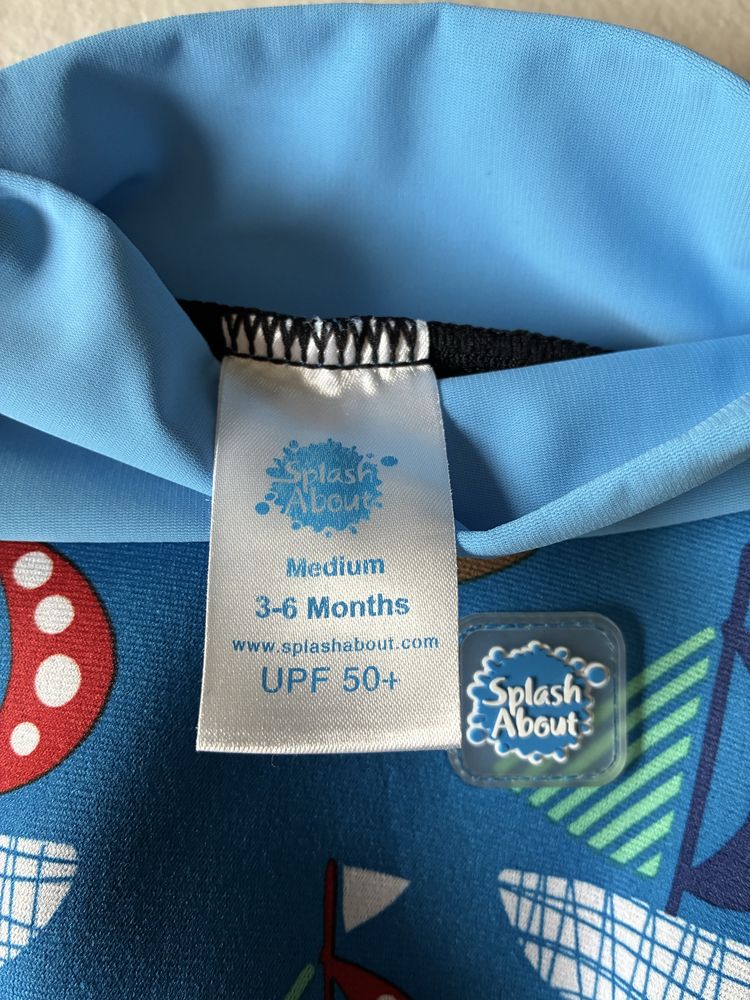 Splash
About
Medium
3-6 Months
www.splashabout.com
UPF 50+
Splash
About